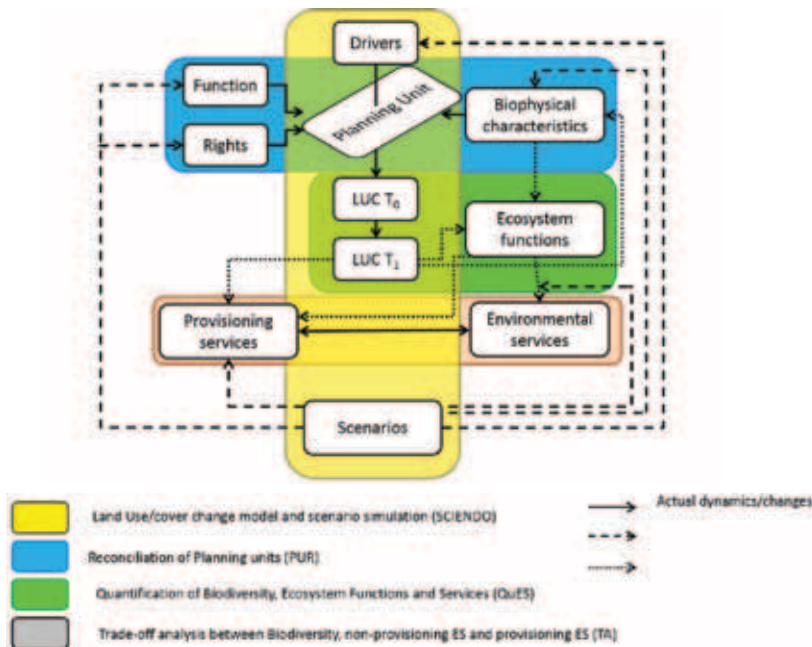 Drivers
Function
Planning Unit
Biophysical
characteristics
Rights
LUC T0
Ecosystem
functions
LUC T1
Provisioning
services
Environmental
services
Scenarios
Land Use/cover change model and scenario simulation (SCIENDO)
Actual dynamics/changes
Reconciliation of Planning units (PUR)
Quantification of Biodiversity, Ecosystem Functions and Services (QuES)
Trade-off analysis between Biodiversity, non-provisioning ES and provisioning ES (TA)